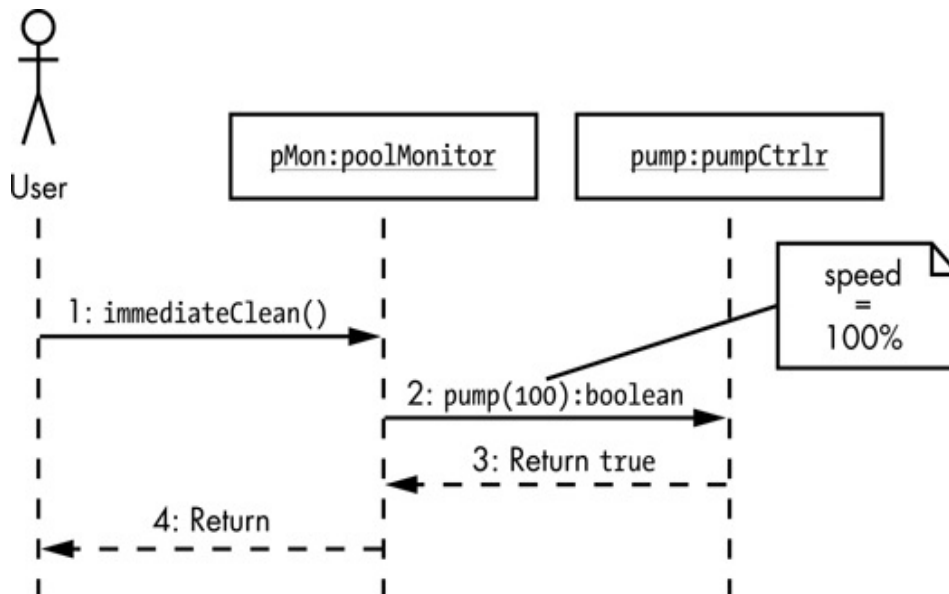 User
pMon:poolMonitor
pump:pumpCtrlr
speed
=
100%
1: immediateClean()
2: pump(100):boolean
3: Return true
4: Return